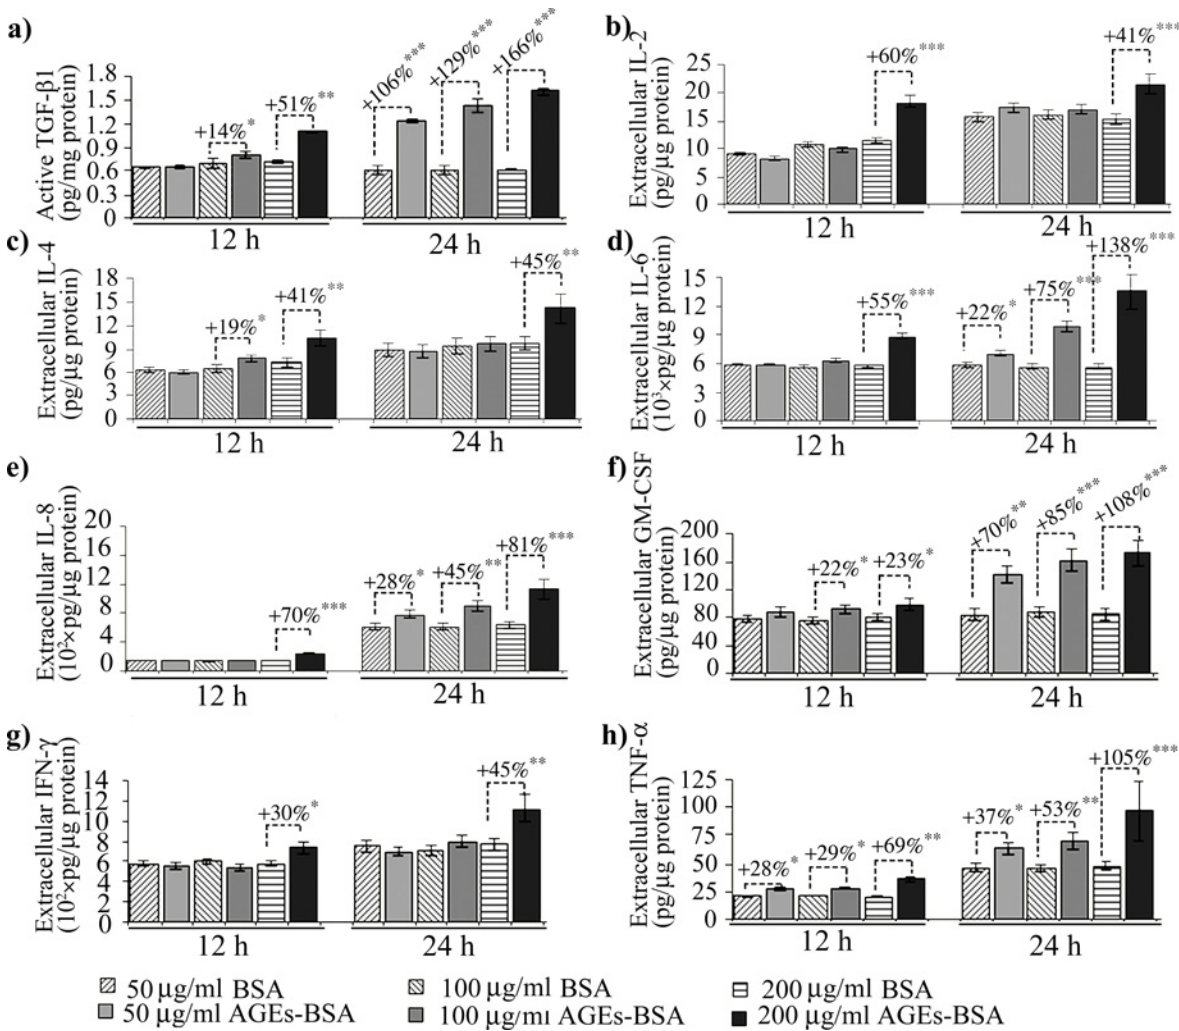 a)
Active TGF-β1
(pg/mg protein)
1.8
1.5
1.2
0.9
0.6
0.3
0
+14%*
+51%**
+106%***
+129%***
+166%***
12 h
24 h
b)
Extracellular IL-2
(pg/µg protein)
25
20
15
10
5
0
+60%***
+41%***
12 h
24 h
c)
Extracellular IL-4
(pg/µg protein)
18
15
12
9
6
3
0
+19%*
+41%**
+45%**
12 h
24 h
d)
Extracellular IL-6
(10³×pg/µg protein)
15
12
9
6
3
0
+55%***
+22%*
+75%***
+138%***
12 h
24 h
e)
Extracellular IL-8
(10²×pg/µg protein)
20
16
12
8
4
0
+70%***
+28%*
+45%**
+81%***
12 h
24 h
f)
Extracellular GM-CSF
(pg/µg protein)
200
160
120
80
40
0
+22%*
+23%*
+70%**
+85%***
+108%***
12 h
24 h
g)
Extracellular IFN-γ
(10²×pg/µg protein)
14
12
10
8
6
4
2
0
+30%*
+45%**
12 h
24 h
h)
Extracellular TNF-α
(pg/µg protein)
125
100
75
50
25
0
+28%*
+29%*
+69%**
+37%*
+53%**
+105%***
12 h
24 h
50 µg/ml BSA
100 µg/ml BSA
200 µg/ml BSA
50 µg/ml AGEs-BSA
100 µg/ml AGEs-BSA
200 µg/ml AGEs-BSA